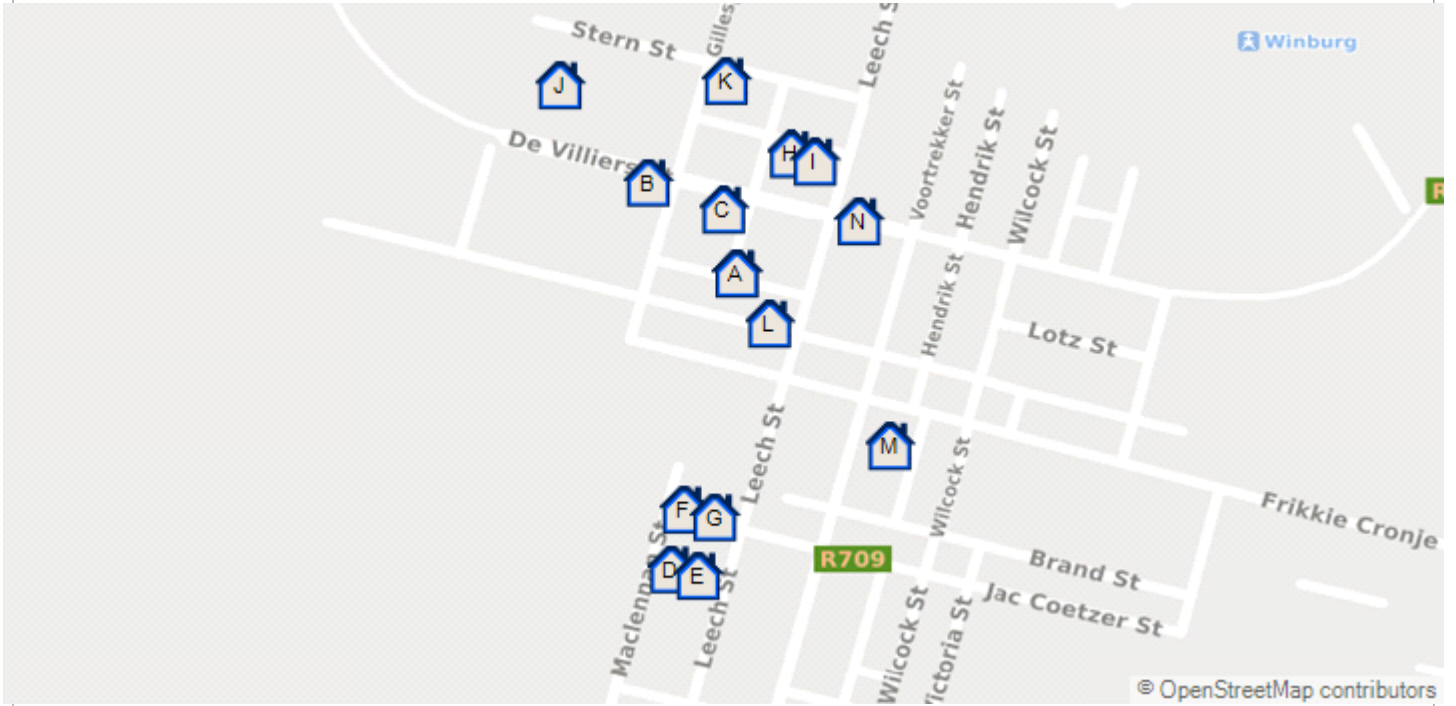 Stern St
Gilles
Leech S
Winburg
K
J
Voortrekker St
Hendrik St
Wilcock St
De Villiers
H
I
B
R
C
N
A
Hendrik St
L
Lotz St
Leech St
M
Wilcock St
Frikkie Cronje
F
G
Maclennan St
R709
Brand St
D
E
Leech St
Jac Coetzer St
Wilcock St
Victoria St
© OpenStreetMap contributors